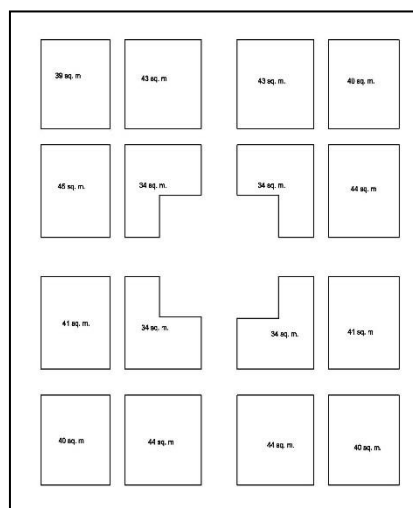 39 sq. m
43 sq. m
43 sq. m.
40 sq. m.
45 sq. m.
34 sq. m.
34 sq. m.
44 sq. m
41 sq. m.
34 sq. m.
34 sq. m.
41 sq. m
40 sq. m
44 sq. m
44 sq. m
40 sq. m.